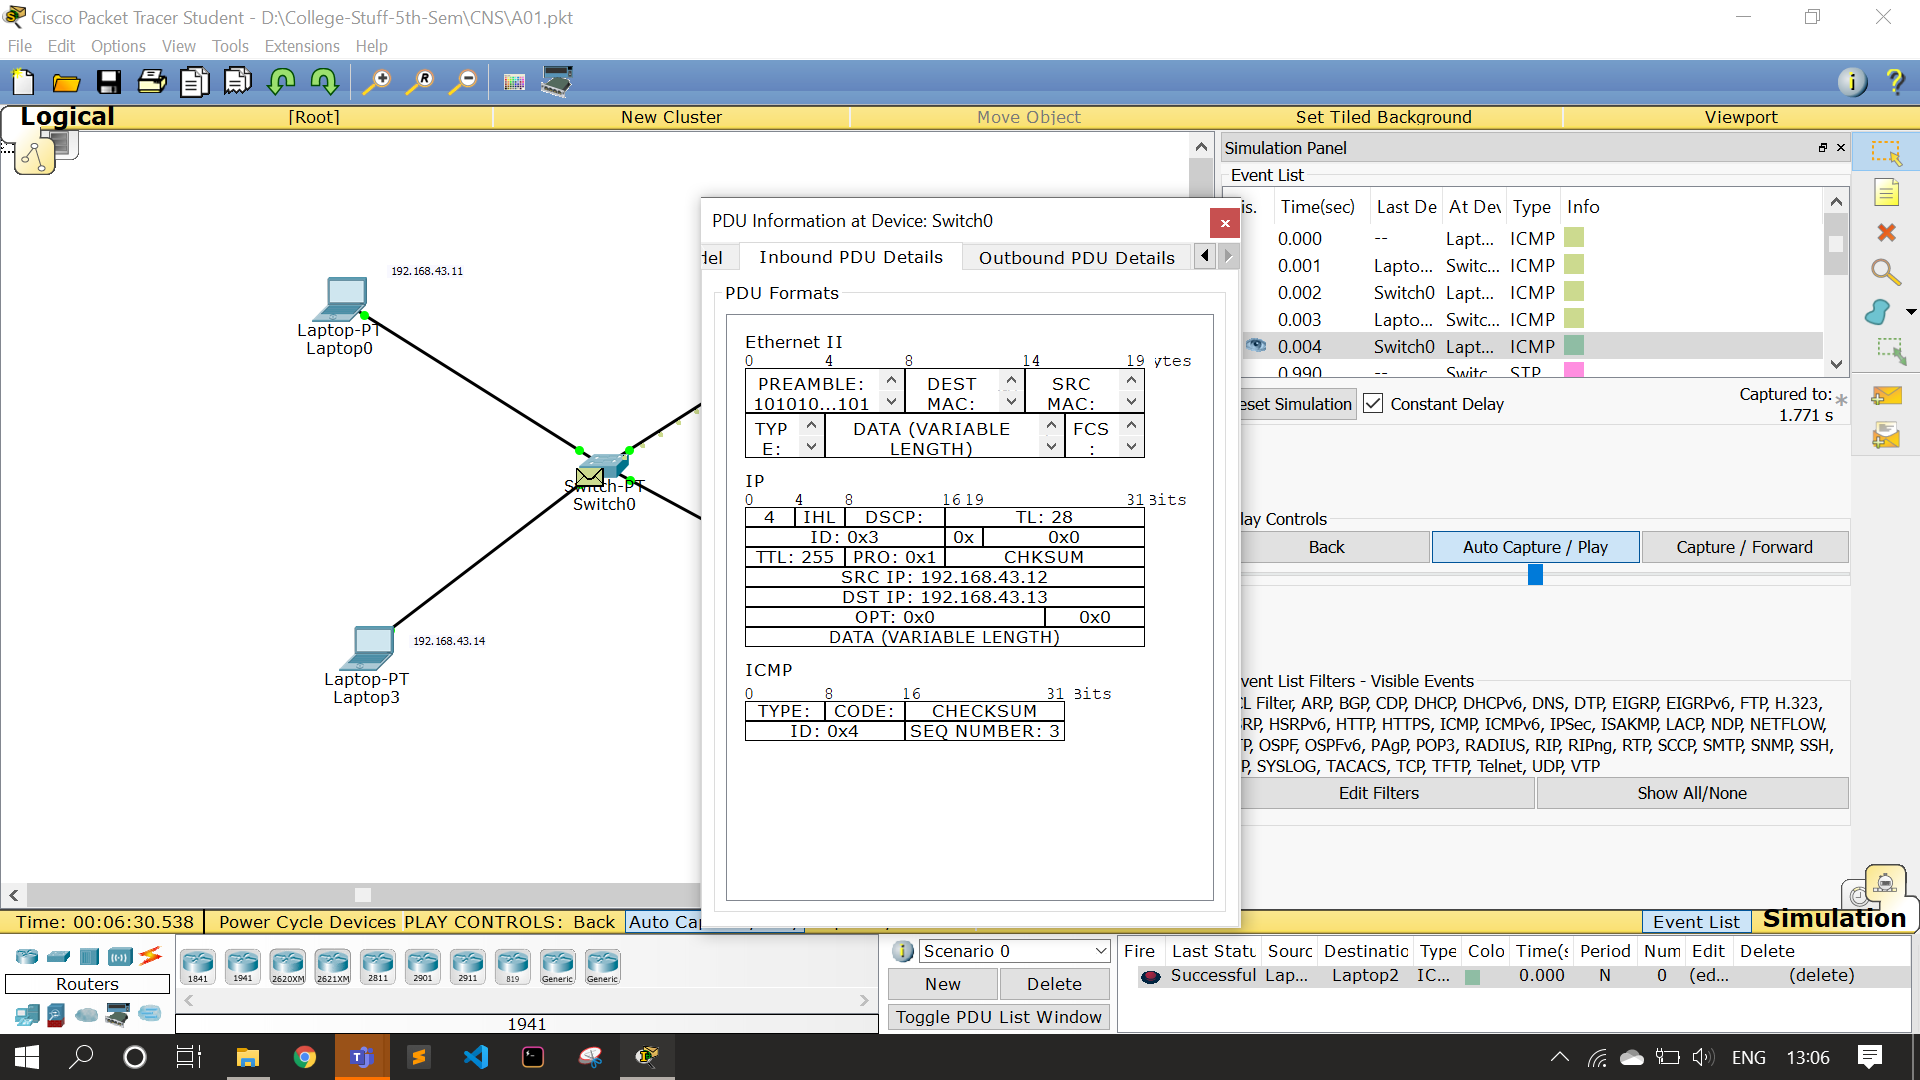 Cisco Packet Tracer Student - D:\College-Stuff-5th-Sem\CNS\A01.pkt
File Edit Options View Tools Extensions Help
Logical [Root] New Cluster Move Object Set Tiled Background Viewport
192.168.43.11
Laptop-PT
Laptop0
Switch-PT
Switch0
192.168.43.14
Laptop-PT
Laptop3
PDU Information at Device: Switch0
del Inbound PDU Details Outbound PDU Details
PDU Formats
Ethernet II
0 4 8 14 19 ytes
PREAMBLE: DEST SRC
101010...101 MAC: MAC:
TYP DATA (VARIABLE FCS
E: LENGTH) :
IP
0 4 8 16 19 31 Bits
4 IHL DSCP: TL: 28
ID: 0x3 0x 0x0
TTL: 255 PRO: 0x1 CHKSUM
SRC IP: 192.168.43.12
DST IP: 192.168.43.13
OPT: 0x0 0x0
DATA (VARIABLE LENGTH)
ICMP
0 8 16 31 Bits
TYPE: CODE: CHECKSUM
ID: 0x4 SEQ NUMBER: 3
Simulation Panel
Event List
is. Time(sec) Last De At Dev Type Info
0.000 -- Lapt... ICMP
0.001 Lapto... Switc... ICMP
0.002 Switch0 Lapt... ICMP
0.003 Lapto... Switc... ICMP
0.004 Switch0 Lapt... ICMP
0.990 -- Switc STP
eset Simulation Constant Delay Captured to: *
1.771 s
lay Controls
Back Auto Capture / Play Capture / Forward
vent List Filters - Visible Events
CL Filter, ARP, BGP, CDP, DHCP, DHCPv6, DNS, DTP, EIGRP, EIGRPv6, FTP, H.323,
RP, HSRPv6, HTTP, HTTPS, ICMP, ICMPv6, IPSec, ISAKMP, LACP, NDP, NETFLOW,
TP, OSPF, OSPFv6, PAgP, POP3, RADIUS, RIP, RIPng, RTP, SCCP, SMTP, SNMP, SSH,
P, SYSLOG, TACACS, TCP, TFTP, Telnet, UDP, VTP
Edit Filters Show All/None
Time: 00:06:30.538 Power Cycle Devices PLAY CONTROLS: Back Auto Ca Event List Simulation
Routers
1841 1941 2620XM 2621XM 2811 2901 2911 819 Generic Generic
1941
Scenario 0
New Delete
Toggle PDU List Window
Fire Last Statu Sourc Destinatio Type Colo Time(s Period Num Edit Delete
Successful Lap... Laptop2 IC... 0.000 N 0 (ed... (delete)
ENG 13:06